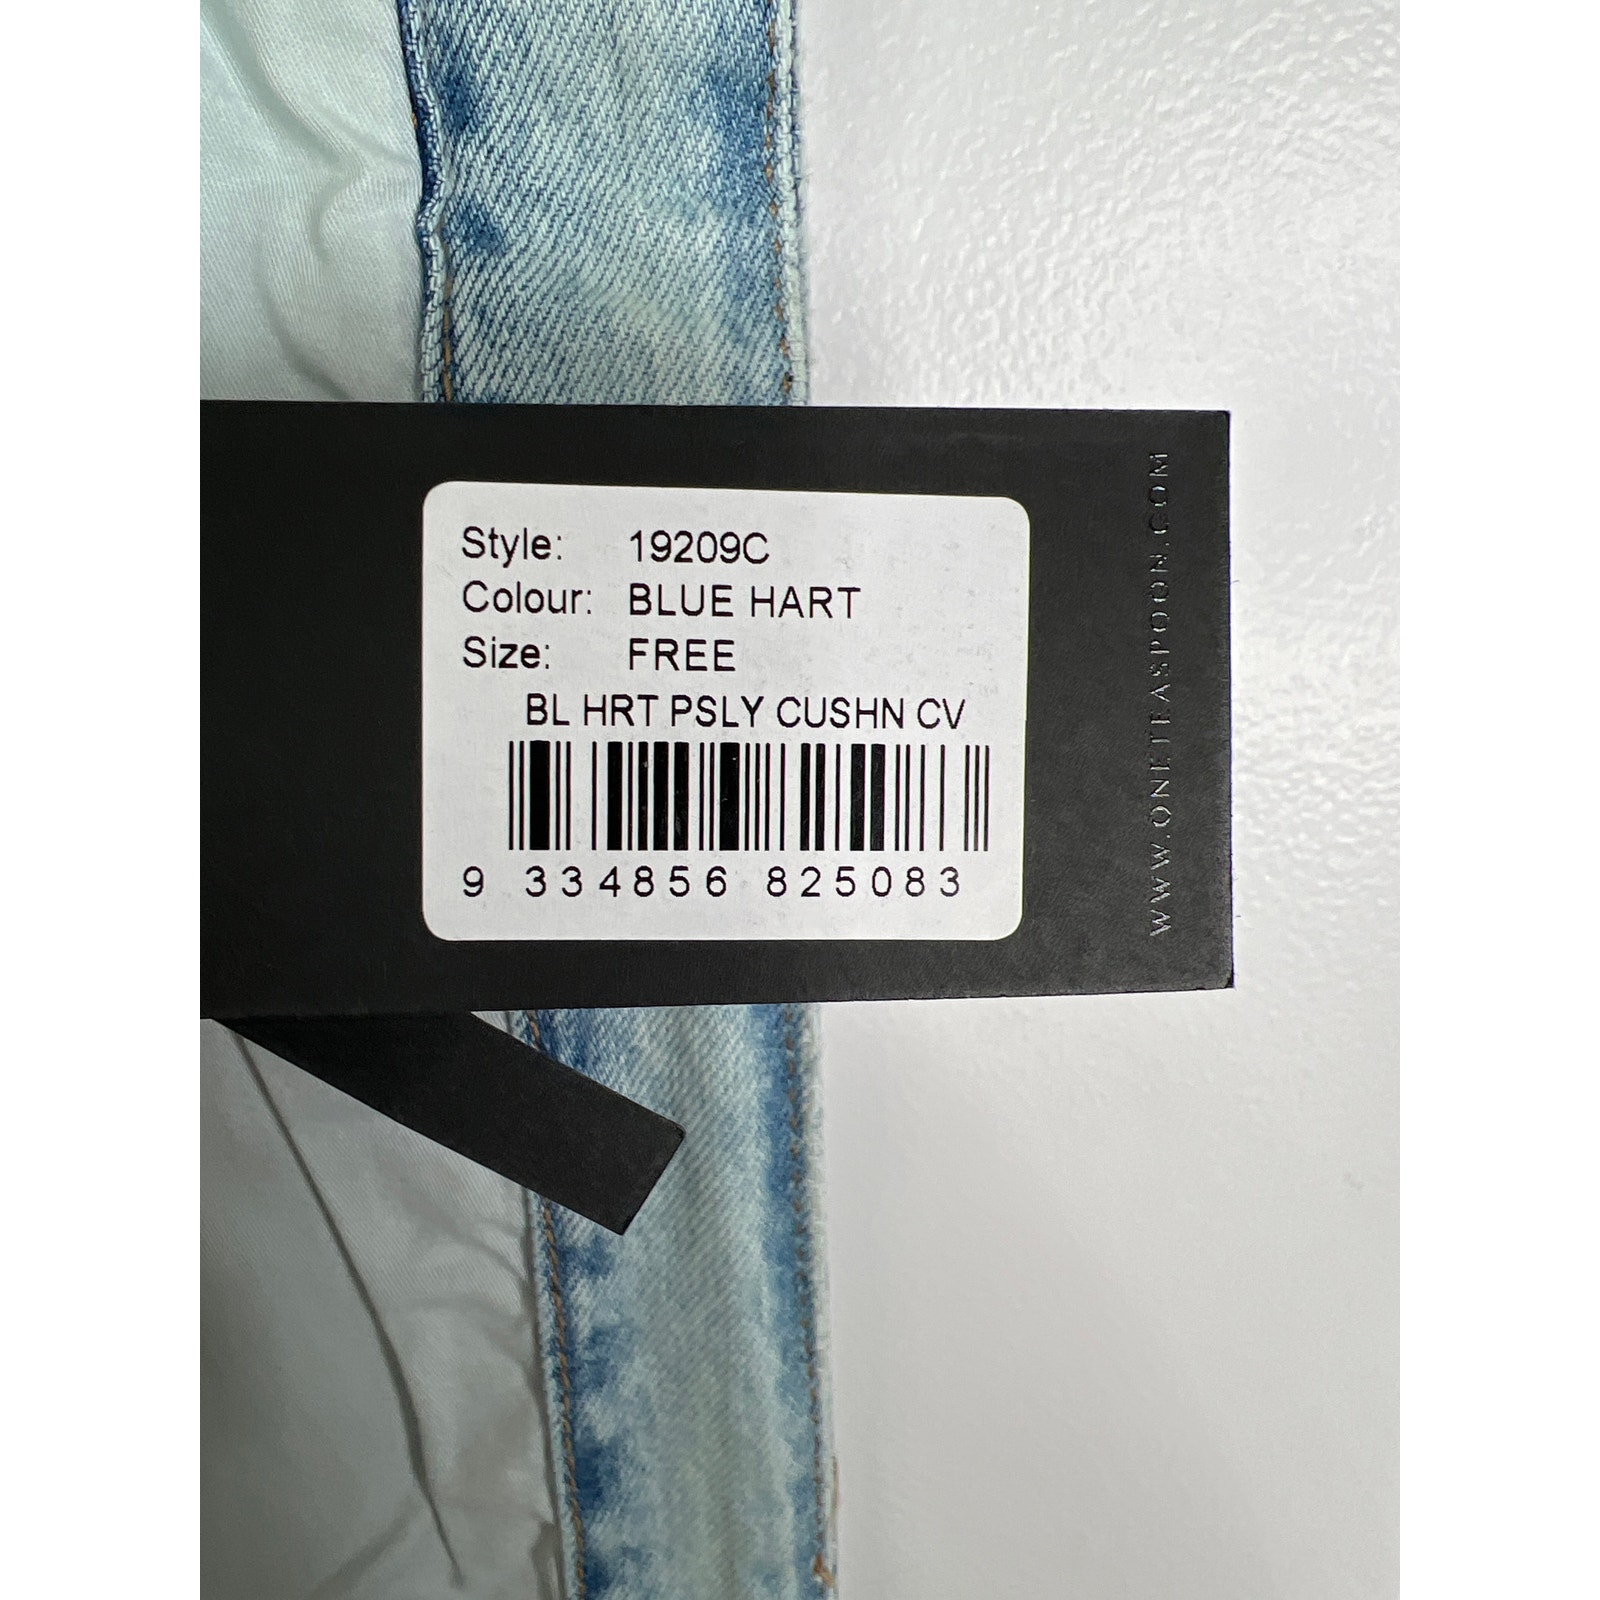 Style: 19209C
Colour: BLUE HART
Size: FREE
BL HRT PSLY CUSHN CV
9 334856 825083
WWW.ONETEASPOON.COM